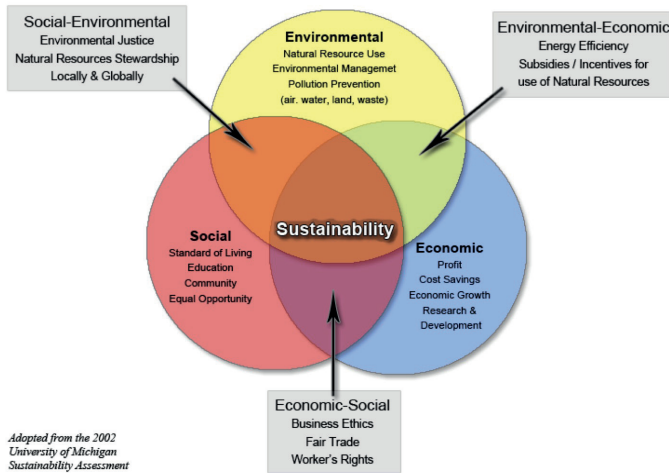 Social-Environmental
Environmental Justice
Natural Resources Stewardship
Locally & Globally
Environmental
Natural Resource Use
Environmental Managemet
Pollution Prevention
(air. water, land, waste)
Environmental-Economic
Energy Efficiency
Subsidies / Incentives for
use of Natural Resources
Sustainability
Social
Standard of Living
Education
Community
Equal Opportunity
Economic
Profit
Cost Savings
Economic Growth
Research &
Development
Economic-Social
Business Ethics
Fair Trade
Worker's Rights
Adopted from the 2002
University of Michigan
Sustainability Assessment